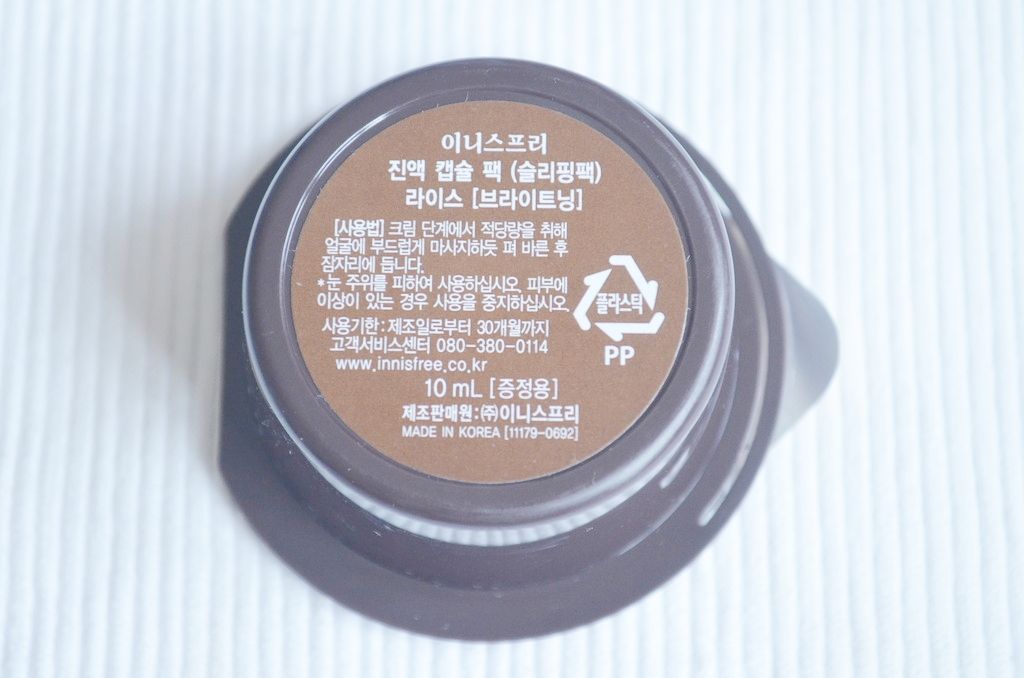 이니스프리
진액 캡슐 팩 (슬리핑팩)
라이스 [브라이트닝]
[사용법] 크림 단계에서 적당량을 취해
얼굴에 부드럽게 마사지하듯 펴 바른 후
잠자리에 듭니다.
*눈 주위를 피하여 사용하십시오. 피부에
이상이 있는 경우 사용을 중지하십시오.
사용기한:제조일로부터 30개월까지
고객서비스센터 080-380-0114
www.innisfree.co.kr
10 mL [증정용]
제조판매원:㈜이니스프리
MADE IN KOREA [11179-0692]
플라스틱
PP